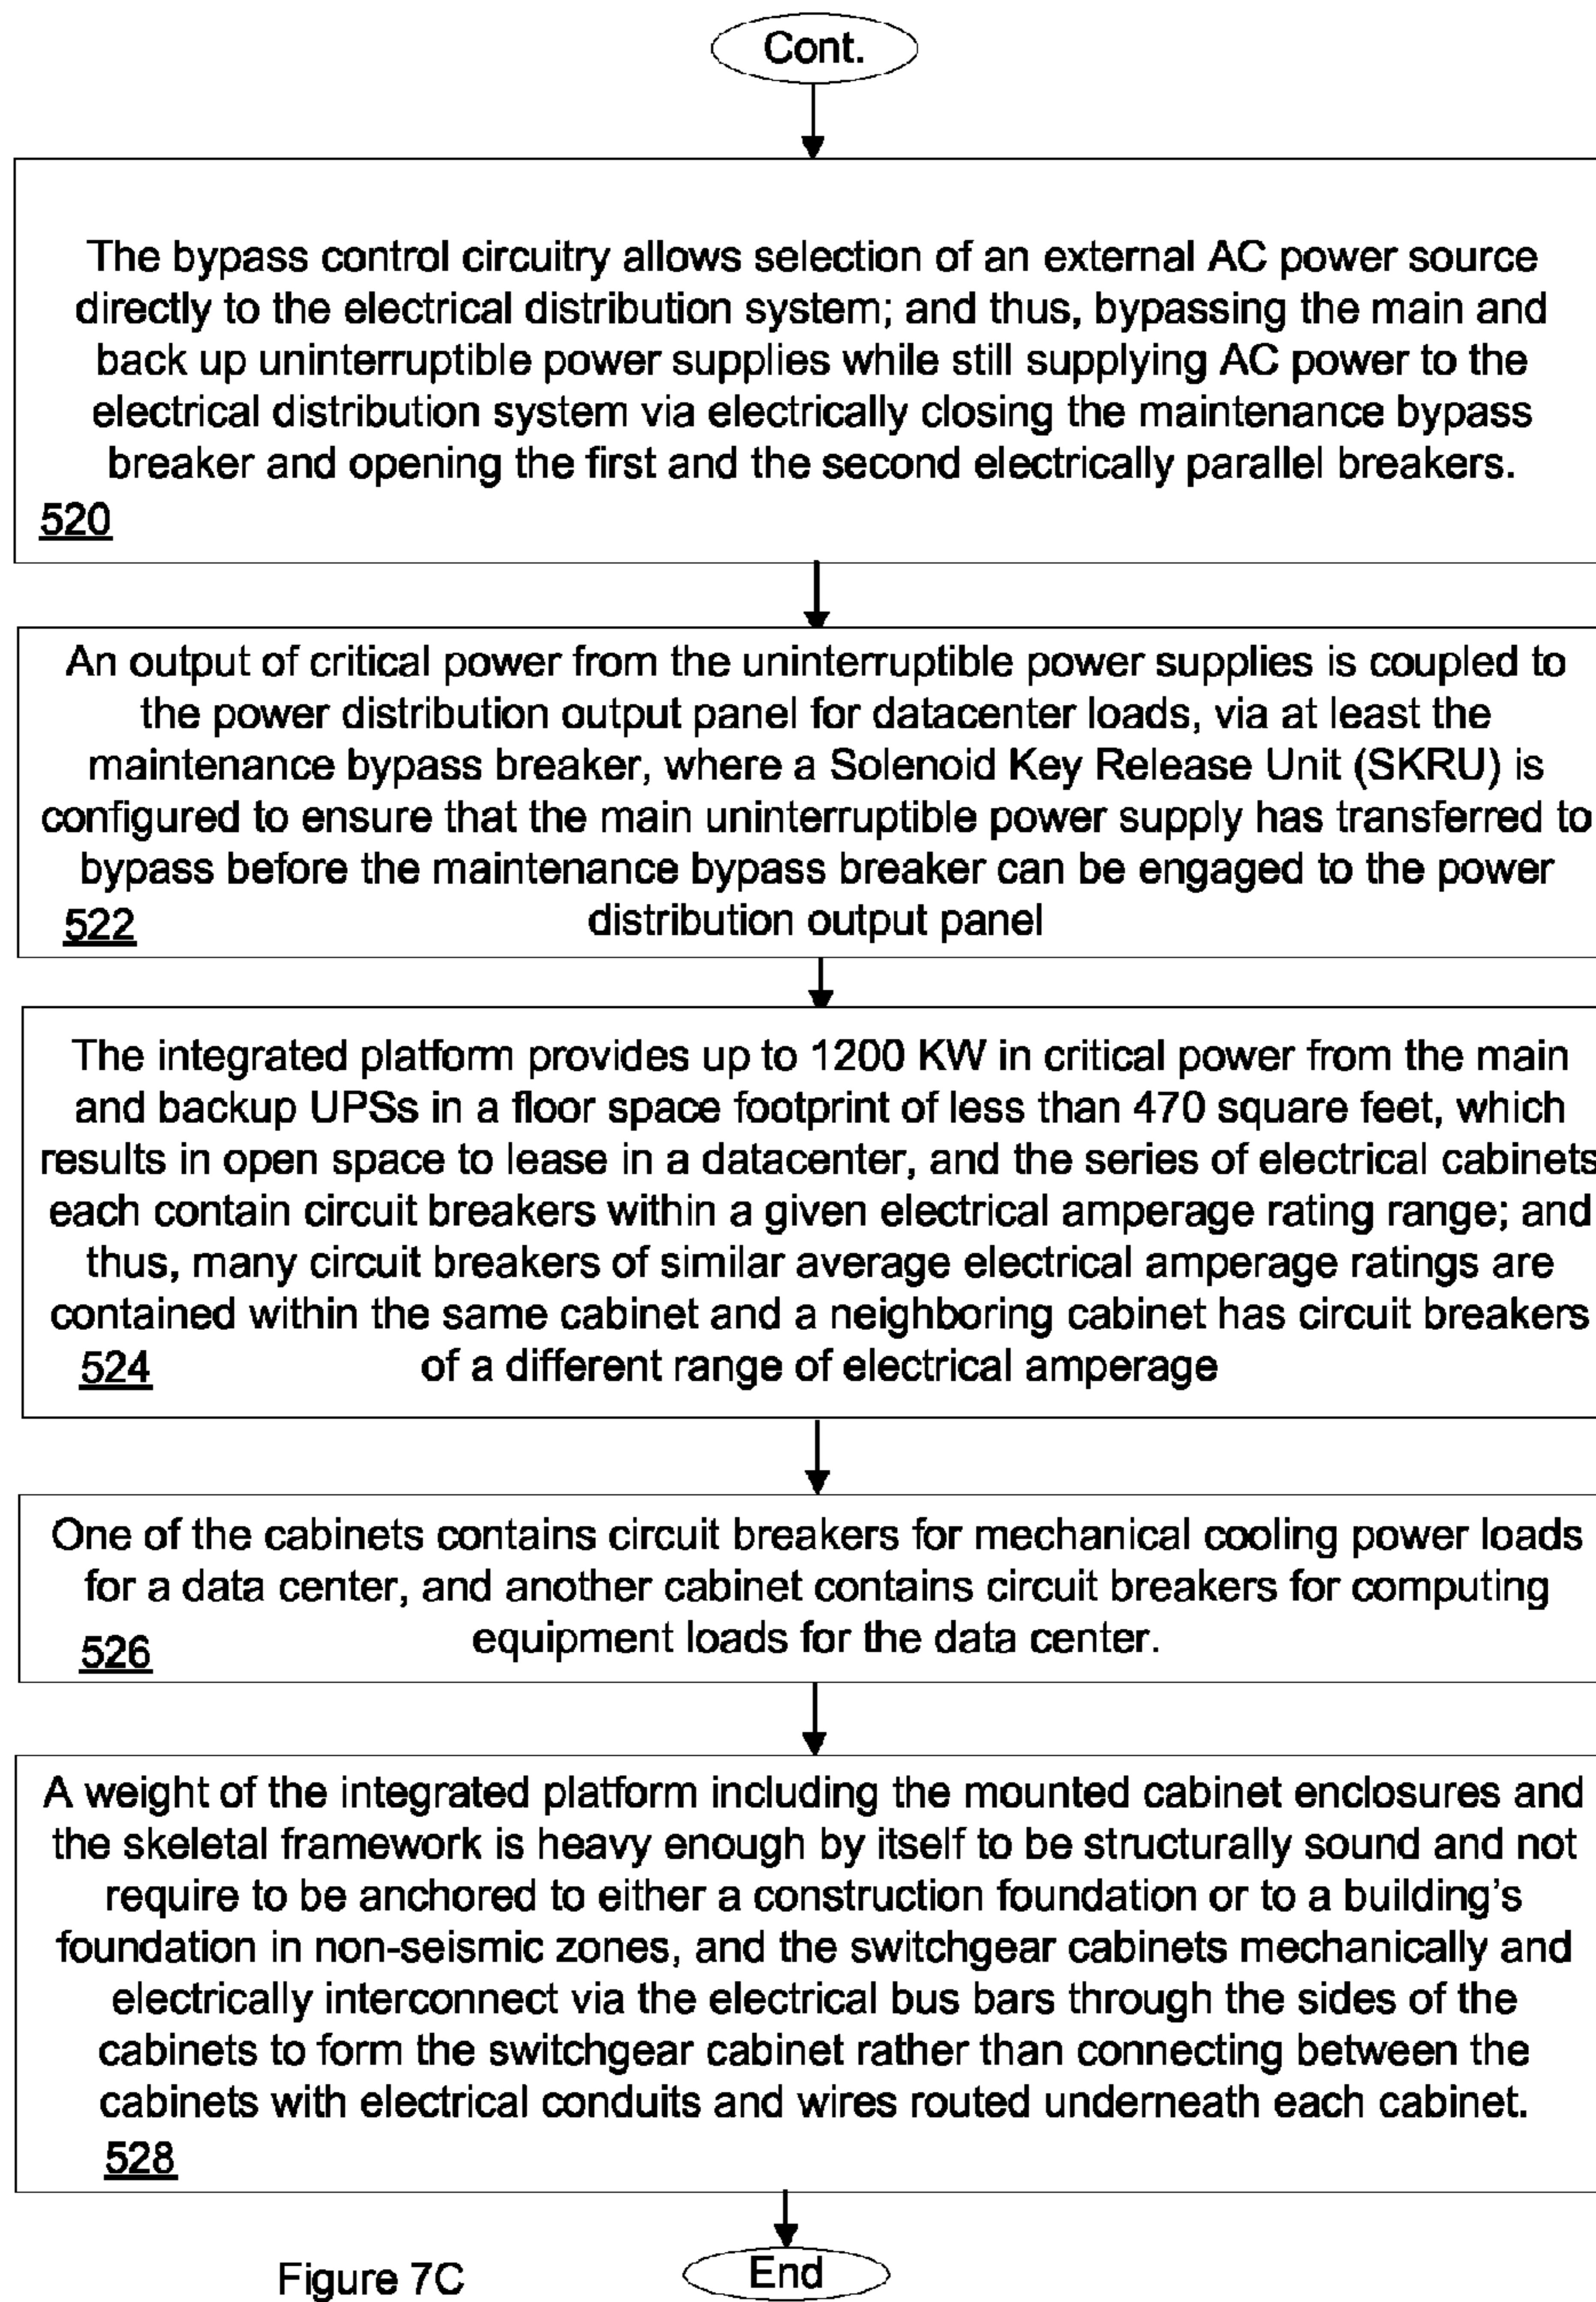 Cont.
The bypass control circuitry allows selection of an external AC power source
directly to the electrical distribution system; and thus, bypassing the main and
back up uninterruptible power supplies while still supplying AC power to the
electrical distribution system via electrically closing the maintenance bypass
breaker and opening the first and the second electrically parallel breakers.
520
An output of critical power from the uninterruptible power supplies is coupled to
the power distribution output panel for datacenter loads, via at least the
maintenance bypass breaker, where a Solenoid Key Release Unit (SKRU) is
configured to ensure that the main uninterruptible power supply has transferred to
bypass before the maintenance bypass breaker can be engaged to the power
522 distribution output panel
The integrated platform provides up to 1200 KW in critical power from the main
and backup UPSs in a floor space footprint of less than 470 square feet, which
results in open space to lease in a datacenter, and the series of electrical cabinets
each contain circuit breakers within a given electrical amperage rating range; and
thus, many circuit breakers of similar average electrical amperage ratings are
contained within the same cabinet and a neighboring cabinet has circuit breakers
524 of a different range of electrical amperage
One of the cabinets contains circuit breakers for mechanical cooling power loads
for a data center, and another cabinet contains circuit breakers for computing
526 equipment loads for the data center.
A weight of the integrated platform including the mounted cabinet enclosures and
the skeletal framework is heavy enough by itself to be structurally sound and not
require to be anchored to either a construction foundation or to a building's
foundation in non-seismic zones, and the switchgear cabinets mechanically and
electrically interconnect via the electrical bus bars through the sides of the
cabinets to form the switchgear cabinet rather than connecting between the
cabinets with electrical conduits and wires routed underneath each cabinet.
528
Figure 7C End